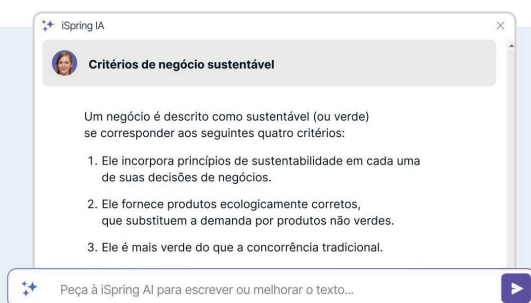 iSpring IA
Critérios de negócio sustentável
Um negócio é descrito como sustentável (ou verde)
se corresponder aos seguintes quatro critérios:
1. Ele incorpora princípios de sustentabilidade em cada uma
de suas decisões de negócios.
2. Ele fornece produtos ecologicamente corretos,
que substituem a demanda por produtos não verdes.
3. Ele é mais verde do que a concorrência tradicional.
Peça à iSpring AI para escrever ou melhorar o texto...